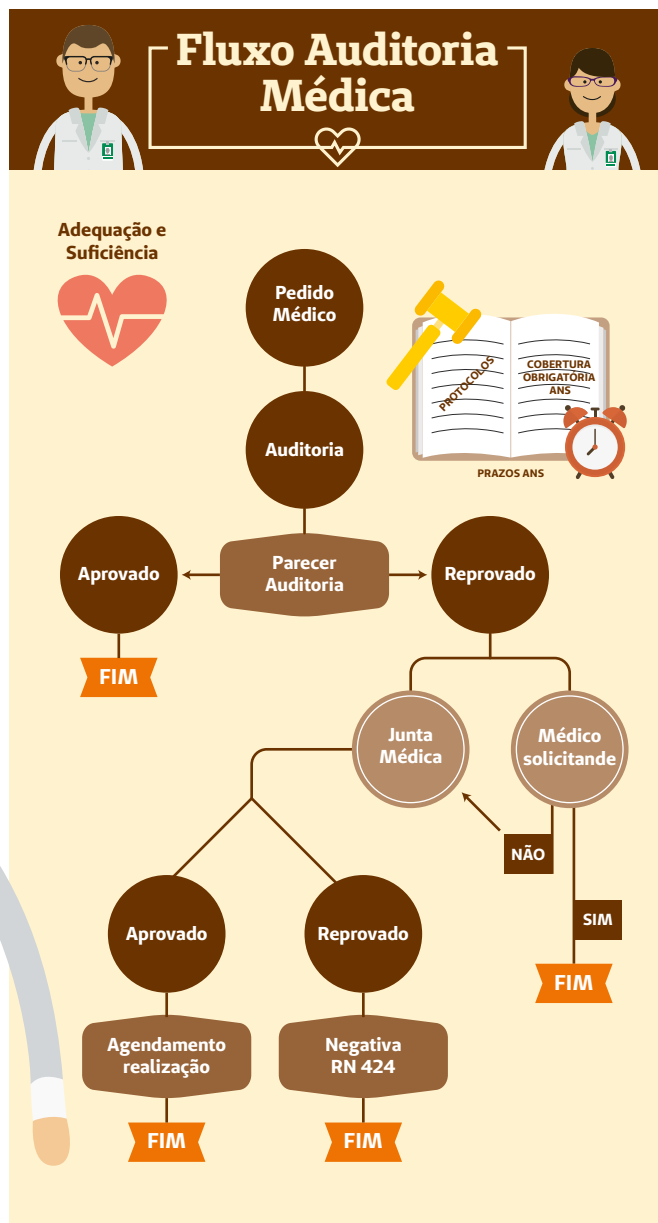 Fluxo Auditoria
Médica
Adequação e
Suficiência
Pedido
Médico
PROTOCOLOS
COBERTURA
OBRIGATÓRIA
ANS
PRAZOS ANS
Auditoria
Aprovado
Parecer
Auditoria
Reprovado
FIM
Junta
Médica
Médico
solicitande
NÃO
SIM
FIM
Aprovado
Reprovado
Agendamento
realização
Negativa
RN 424
FIM
FIM